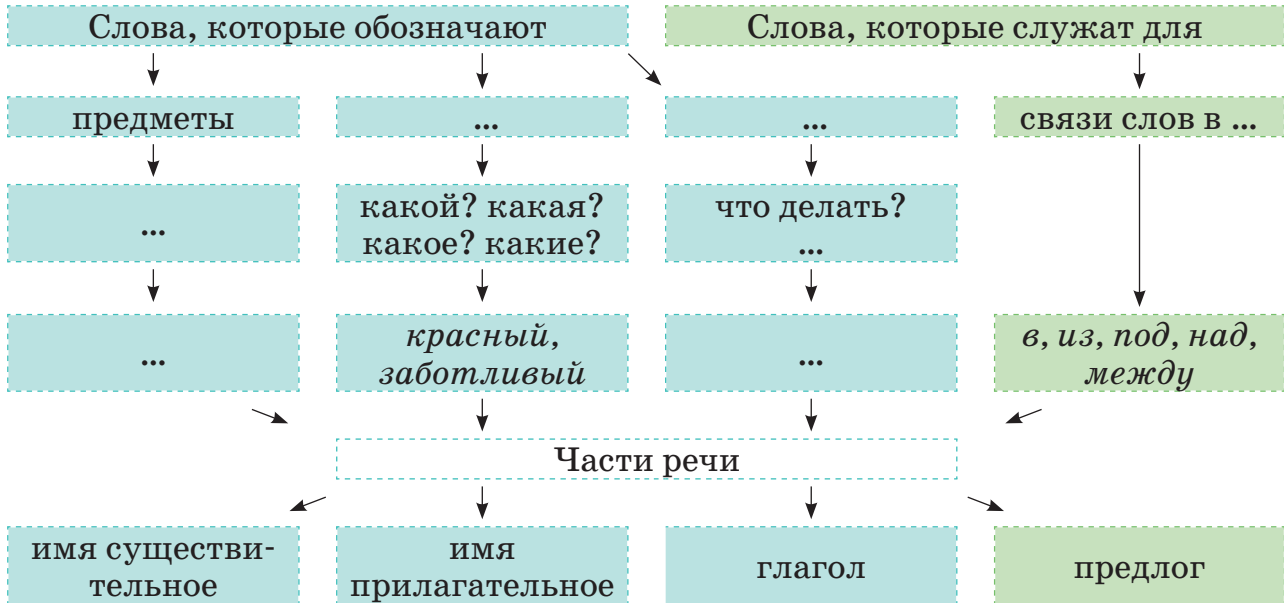 Слова, которые обозначают
Слова, которые служат для
предметы
...
...
связи слов в ...
...
какой? какая?
какое? какие?
что делать?
...
...
красный,
заботливый
...
в, из, под, над,
между
Части речи
имя существи-
тельное
имя
прилагательное
глагол
предлог